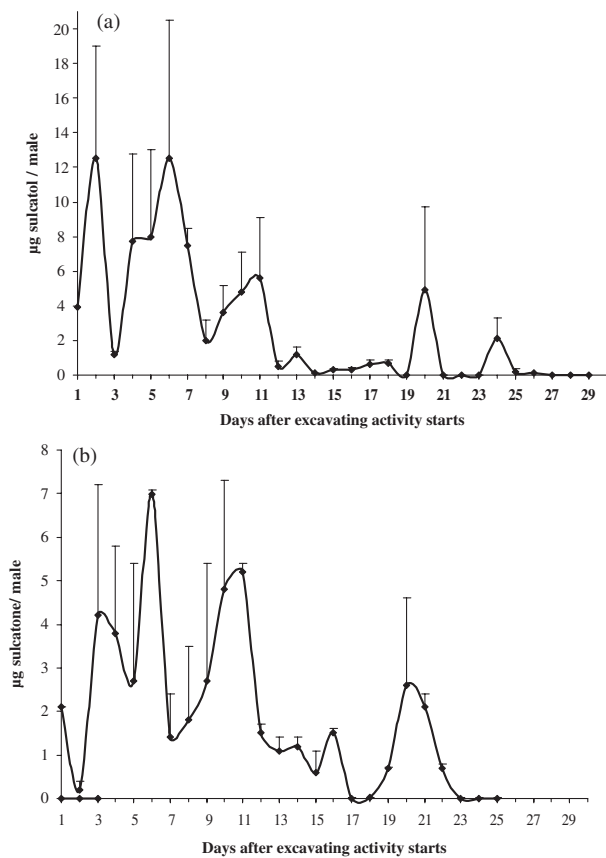 (a)
µg sulcatol / male
20
18
16
14
12
10
8
6
4
2
0
1 3 5 7 9 11 13 15 17 19 21 23 25 27 29
Days after excavating activity starts
(b)
µg sulcatone/ male
8
7
6
5
4
3
2
1
0
1 3 5 7 9 11 13 15 17 19 21 23 25 27 29
Days after excavating activity starts